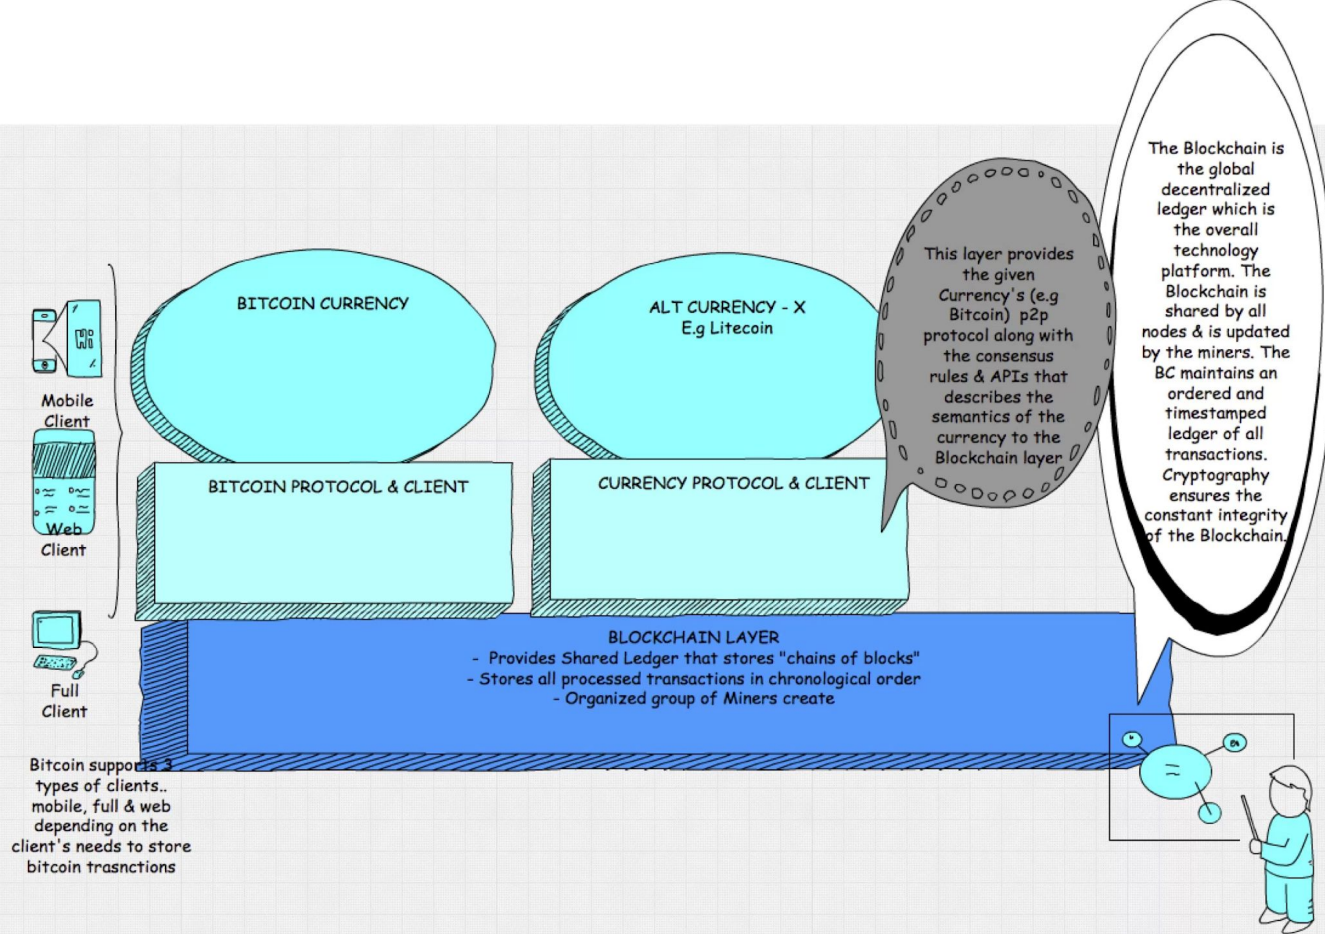 BITCOIN CURRENCY
ALT CURRENCY - X
E.g Litecoin
Hi
Mobile
Client
Web
Client
Full
Client
Bitcoin supports 3
types of clients..
mobile, full & web
depending on the
client's needs to store
bitcoin trasnctions
BITCOIN PROTOCOL & CLIENT
CURRENCY PROTOCOL & CLIENT
This layer provides
the given
Currency's (e.g
Bitcoin) p2p
protocol along with
the consensus
rules & APIs that
describes the
semantics of the
currency to the
Blockchain layer
The Blockchain is
the global
decentralized
ledger which is
the overall
technology
platform. The
Blockchain is
shared by all
nodes & is updated
by the miners. The
BC maintains an
ordered and
timestamped
ledger of all
transactions.
Cryptography
ensures the
constant integrity
of the Blockchain.
BLOCKCHAIN LAYER
- Provides Shared Ledger that stores "chains of blocks"
- Stores all processed transactions in chronological order
- Organized group of Miners create